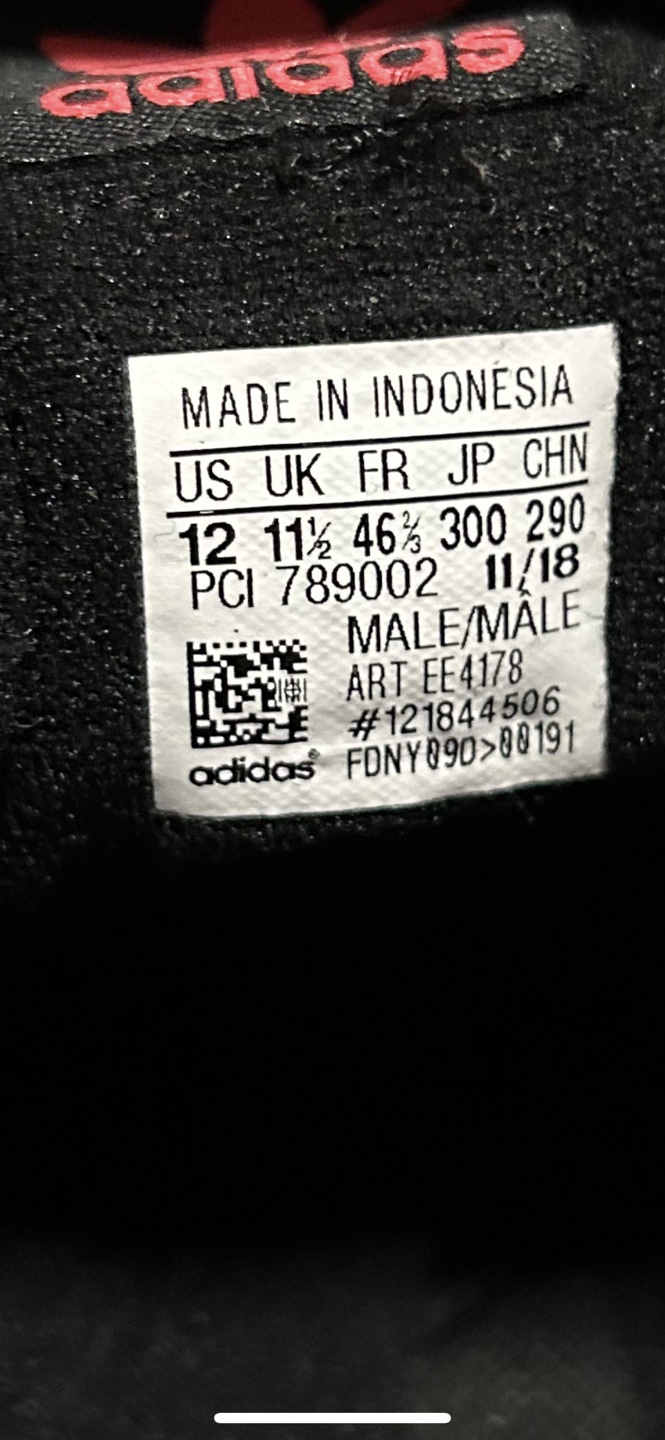 adidas
MADE IN INDONESIA
US UK FR JP CHN
12 11½ 46⅔ 300 290
PCI 789002 11/18
MALE/MÂLE
ART EE4178
#121844506
adidas® FDNY09D>00191